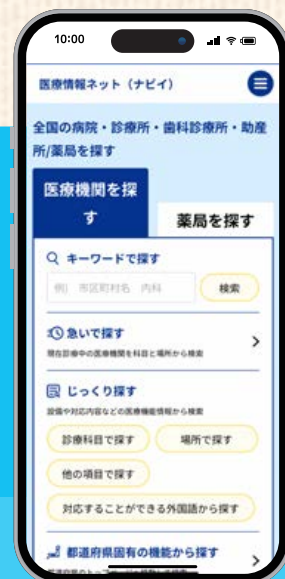 10:00
医療情報ネット（ナビイ）
全国の病院・診療所・歯科診療所・助産
所/薬局を探す
医療機関を探
す
薬局を探す
キーワードで探す
例） 市区町村名 内科
検索
急いで探す
現在診療中の医療機関を科目と場所から検索
じっくり探す
設備や対応内容などの医療機能情報から検索
診療科目で探す
場所で探す
他の項目で探す
対応することができる外国語から探す
都道府県固有の機能から探す